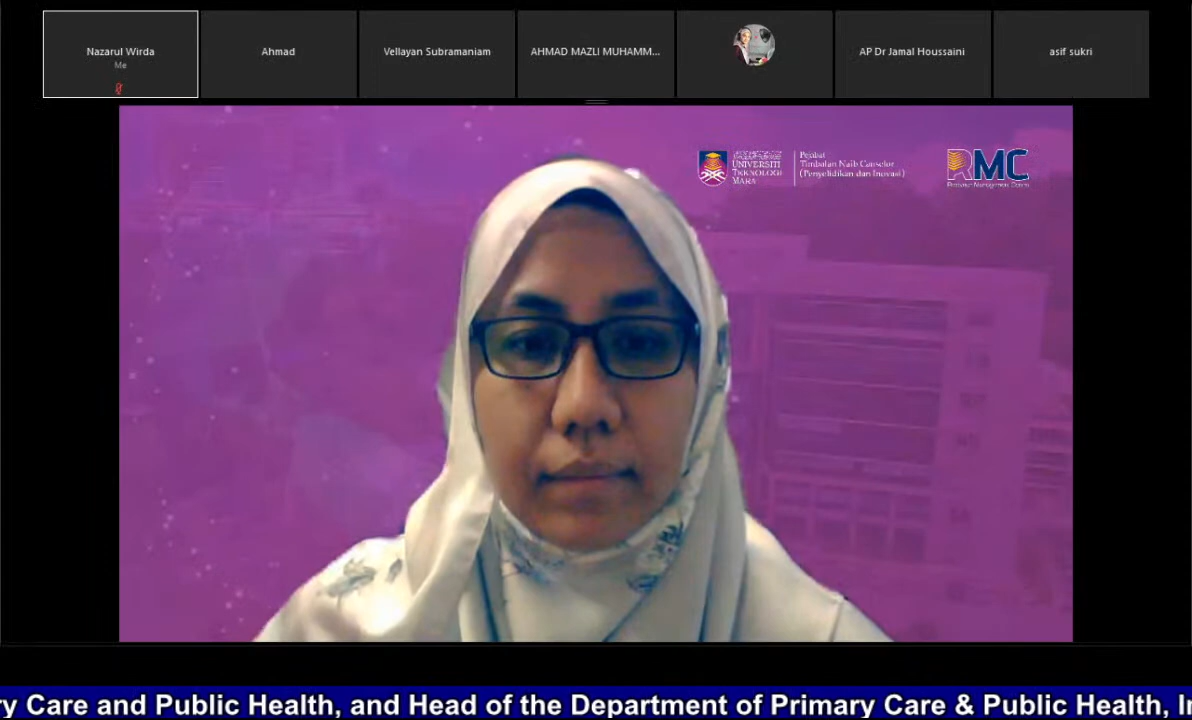 Nazarul Wirda
Me
Ahmad
Vellayan Subramaniam
AHMAD MAZLI MUHAMM...
AP Dr Jamal Houssaini
asif sukri
UNIVERSITI
TEKNOLOGI
MARA
Pejabat
Timbalan Naib Canselor
(Penyelidikan dan Inovasi)
RMC
ry Care and Public Health, and Head of the Department of Primary Care & Public Health, I